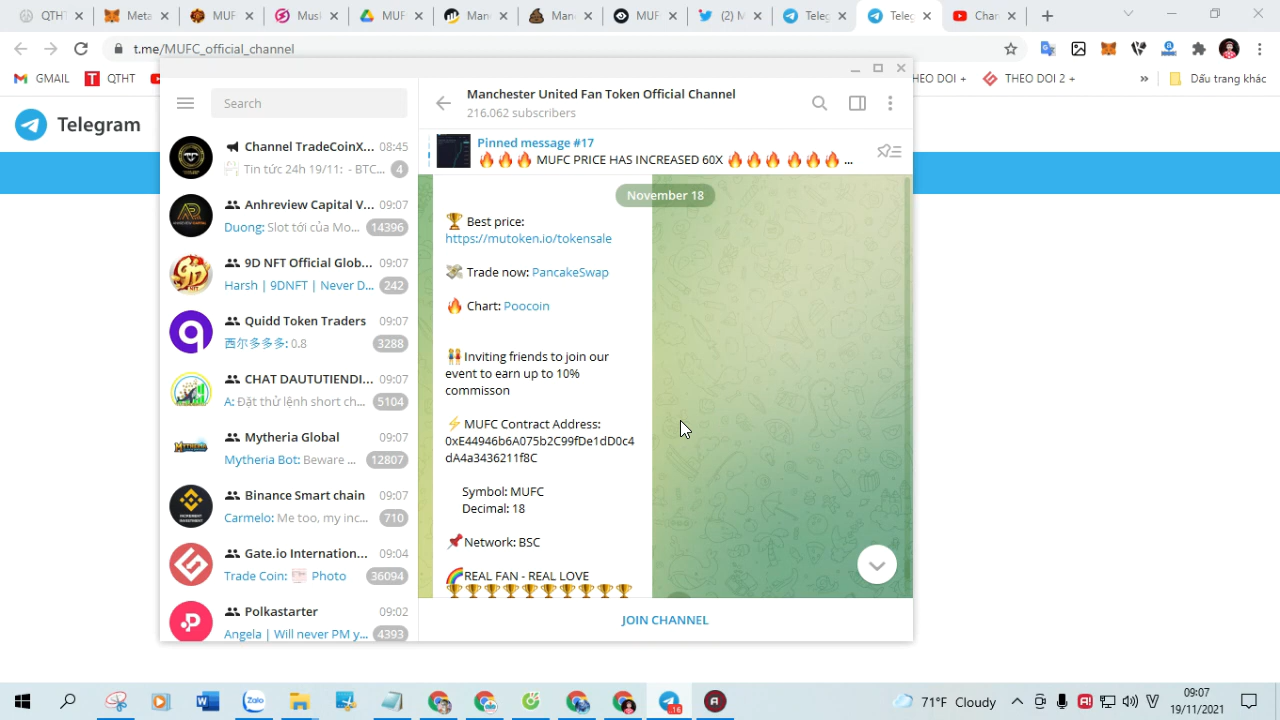 QTHT
Meta
MUF
Musk
MUF
Man
Man
MUF
(2) M
Teleg
Teleg
Chan
t.me/MUFC_official_channel
GMAIL
QTHT
HEO DOI +
THEO DOI 2 +
»
Dấu trang khác
Telegram
Search
Channel TradeCoinX... 08:45
Tin tức 24h 19/11: - BTC... 4
Anhreview Capital V... 09:07
Duong: Slot tới của Mo... 14396
9D NFT Official Glob... 09:07
Harsh | 9DNFT | Never D... 242
Quidd Token Traders 09:07
西尔多多多: 0.8 3288
CHAT DAUTUTIENDI... 09:07
A: Đặt thử lệnh short ch... 5104
Mytheria Global 09:07
Mytheria Bot: Beware ... 12807
Binance Smart chain 09:07
Carmelo: Me too, my inc... 710
Gate.io Internation... 09:04
Trade Coin: Photo 36094
Polkastarter 09:02
Angela | Will never PM y... 4393
Manchester United Fan Token Official Channel
216.062 subscribers
Pinned message #17
🔥🔥🔥 MUFC PRICE HAS INCREASED 60X 🔥🔥🔥 🔥🔥🔥 ...
November 18
🏆 Best price:
https://mutoken.io/tokensale
💸 Trade now: PancakeSwap
🔥 Chart: Poocoin
👭Inviting friends to join our
event to earn up to 10%
commisson
⚡MUFC Contract Address:
0xE44946b6A075b2C99fDe1dD0c4
dA4a3436211f8C
Symbol: MUFC
Decimal: 18
📌Network: BSC
🌈REAL FAN - REAL LOVE
🏆🏆🏆🏆🏆🏆🏆🏆🏆🏆
JOIN CHANNEL
Zalo
16
71°F Cloudy
09:07
19/11/2021